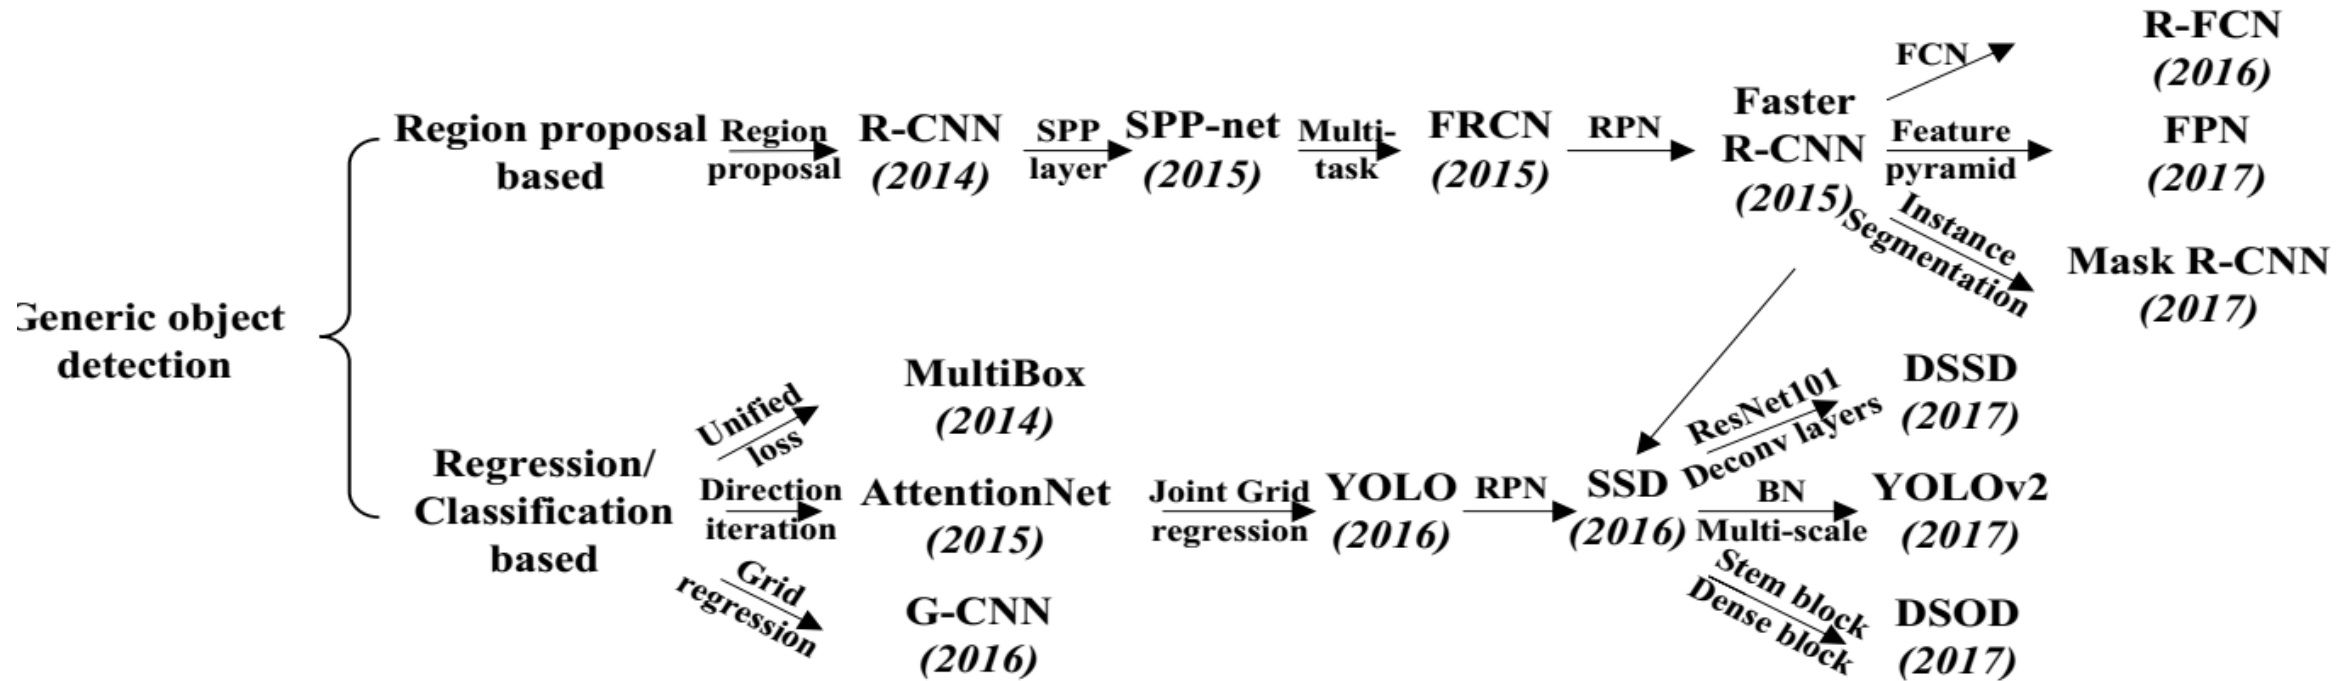 Generic object
detection
Region proposal
based
Region
proposal
R-CNN
(2014)
SPP
layer
SPP-net
(2015)
Multi-
task
FRCN
(2015)
RPN
Faster
R-CNN
(2015)
FCN
R-FCN
(2016)
Feature
pyramid
FPN
(2017)
Instance
Segmentation
Mask R-CNN
(2017)
Regression/
Classification
based
Unified
loss
MultiBox
(2014)
Direction
iteration
AttentionNet
(2015)
Grid
regression
G-CNN
(2016)
Joint Grid
regression
YOLO
(2016)
RPN
SSD
(2016)
ResNet101
Deconv layers
DSSD
(2017)
BN
Multi-scale
YOLOv2
(2017)
Stem block
Dense block
DSOD
(2017)